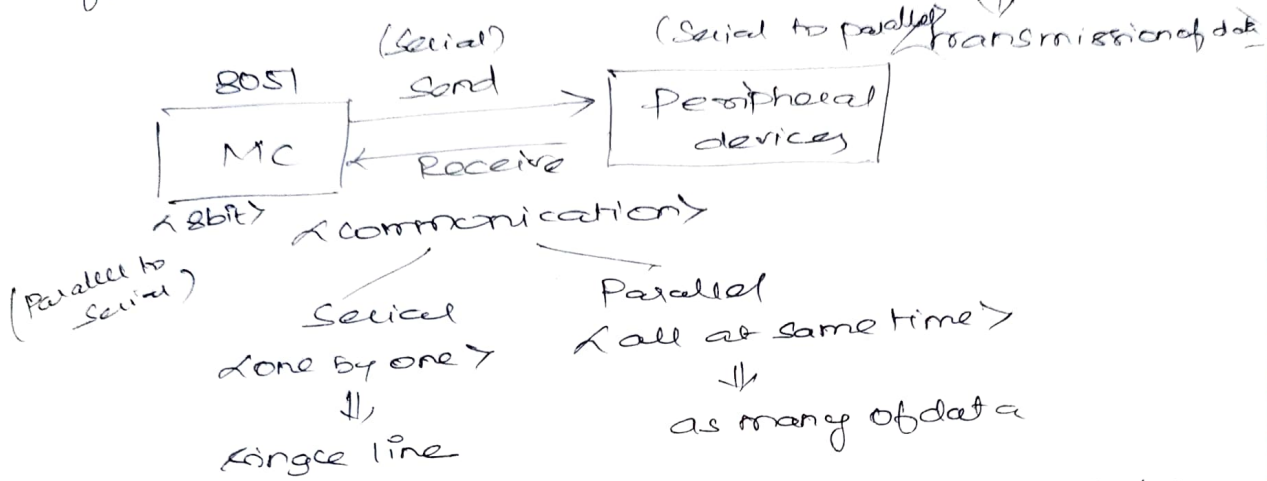 (Serial)
(Serial to parallel)
transmission of data
8051
Send
Peripheral
devices
MC
Receive
<8bit>
<communication>
(Parallel to
Serial)
Serial
Parallel
<one by one>
<all at same time>
⇓
⇓
single line
as many of data